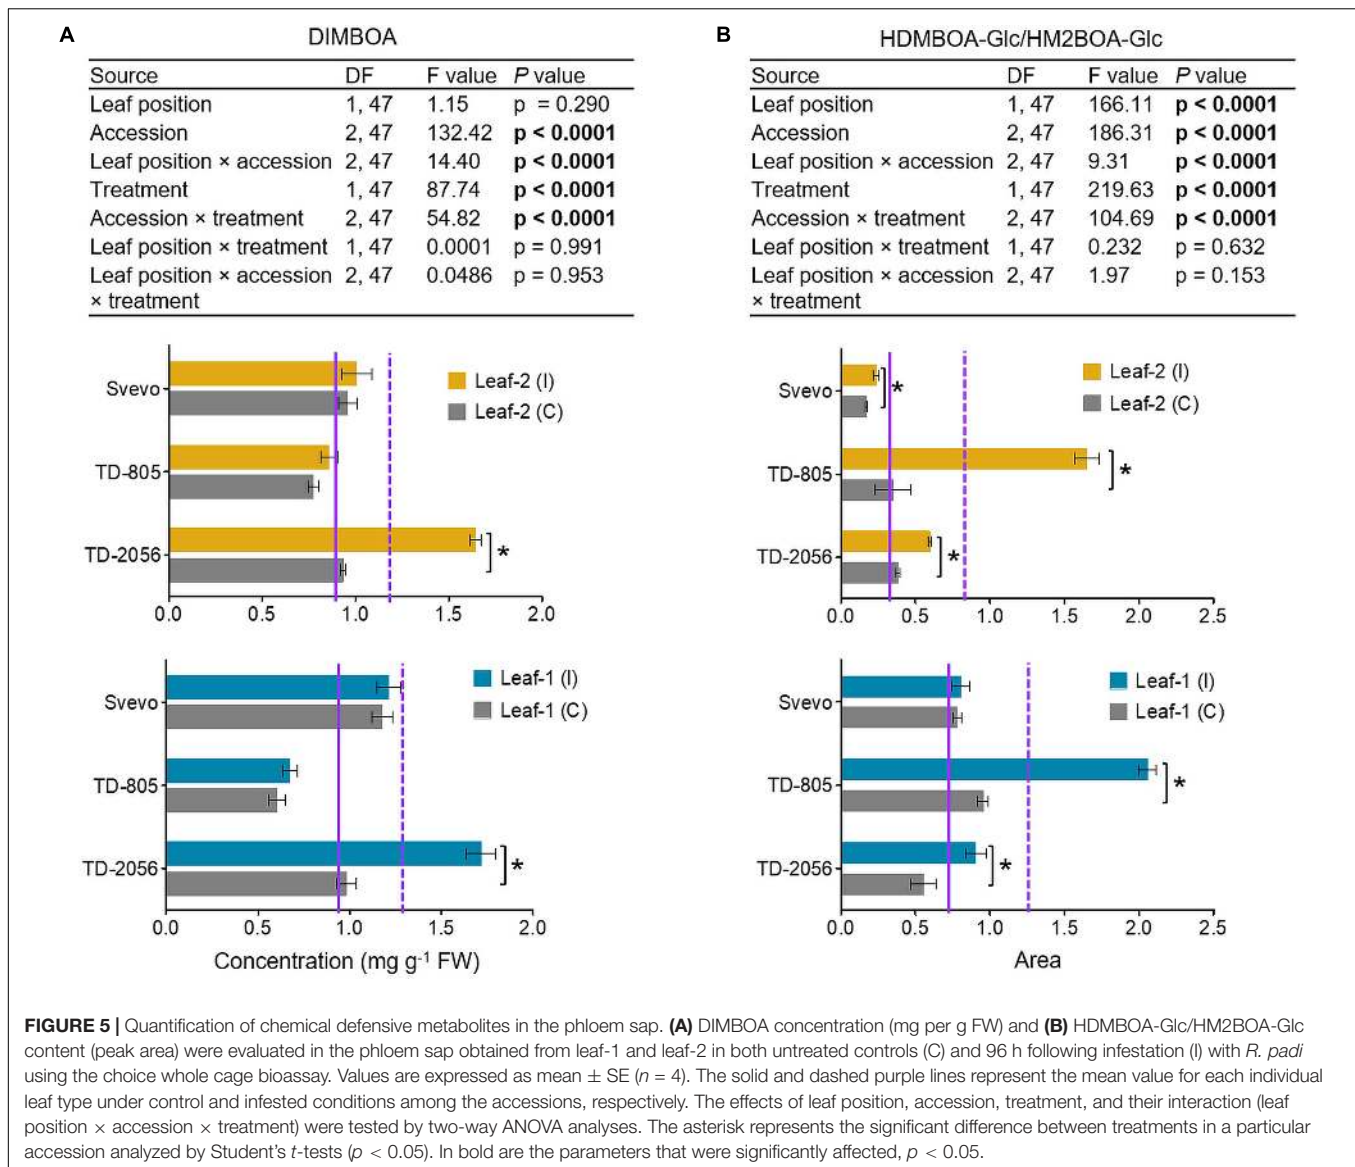 A
DIMBOA
Source DF F value P value
Leaf position 1, 47 1.15 p = 0.290
Accession 2, 47 132.42 p < 0.0001
Leaf position × accession 2, 47 14.40 p < 0.0001
Treatment 1, 47 87.74 p < 0.0001
Accession × treatment 2, 47 54.82 p < 0.0001
Leaf position × treatment 1, 47 0.0001 p = 0.991
Leaf position × accession 2, 47 0.0486 p = 0.953
× treatment
Svevo
TD-805
TD-2056
Leaf-2 (I)
Leaf-2 (C)
*
0.0 0.5 1.0 1.5 2.0
Svevo
TD-805
TD-2056
Leaf-1 (I)
Leaf-1 (C)
*
0.0 0.5 1.0 1.5 2.0
Concentration (mg g⁻¹ FW)
B
HDMBOA-Glc/HM2BOA-Glc
Source DF F value P value
Leaf position 1, 47 166.11 p < 0.0001
Accession 2, 47 186.31 p < 0.0001
Leaf position × accession 2, 47 9.31 p < 0.0001
Treatment 1, 47 219.63 p < 0.0001
Accession × treatment 2, 47 104.69 p < 0.0001
Leaf position × treatment 1, 47 0.232 p = 0.632
Leaf position × accession 2, 47 1.97 p = 0.153
× treatment
Svevo
TD-805
TD-2056
Leaf-2 (I)
Leaf-2 (C)
*
*
*
0.0 0.5 1.0 1.5 2.0 2.5
Svevo
TD-805
TD-2056
Leaf-1 (I)
Leaf-1 (C)
*
*
0.0 0.5 1.0 1.5 2.0 2.5
Area
FIGURE 5 | Quantification of chemical defensive metabolites in the phloem sap. (A) DIMBOA concentration (mg per g FW) and (B) HDMBOA-Glc/HM2BOA-Glc
content (peak area) were evaluated in the phloem sap obtained from leaf-1 and leaf-2 in both untreated controls (C) and 96 h following infestation (I) with R. padi
using the choice whole cage bioassay. Values are expressed as mean ± SE (n = 4). The solid and dashed purple lines represent the mean value for each individual
leaf type under control and infested conditions among the accessions, respectively. The effects of leaf position, accession, treatment, and their interaction (leaf
position × accession × treatment) were tested by two-way ANOVA analyses. The asterisk represents the significant difference between treatments in a particular
accession analyzed by Student's t-tests (p < 0.05). In bold are the parameters that were significantly affected, p < 0.05.